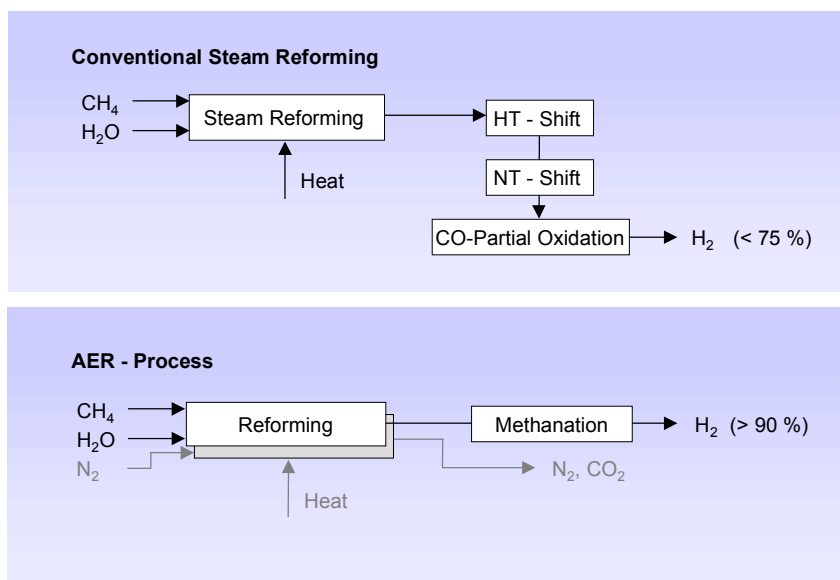 Conventional Steam Reforming
CH₄
H₂O
Steam Reforming
HT - Shift
Heat
NT - Shift
CO-Partial Oxidation
H₂ (< 75 %)
AER - Process
CH₄
H₂O
N₂
Reforming
Methanation
H₂ (> 90 %)
N₂, CO₂
Heat